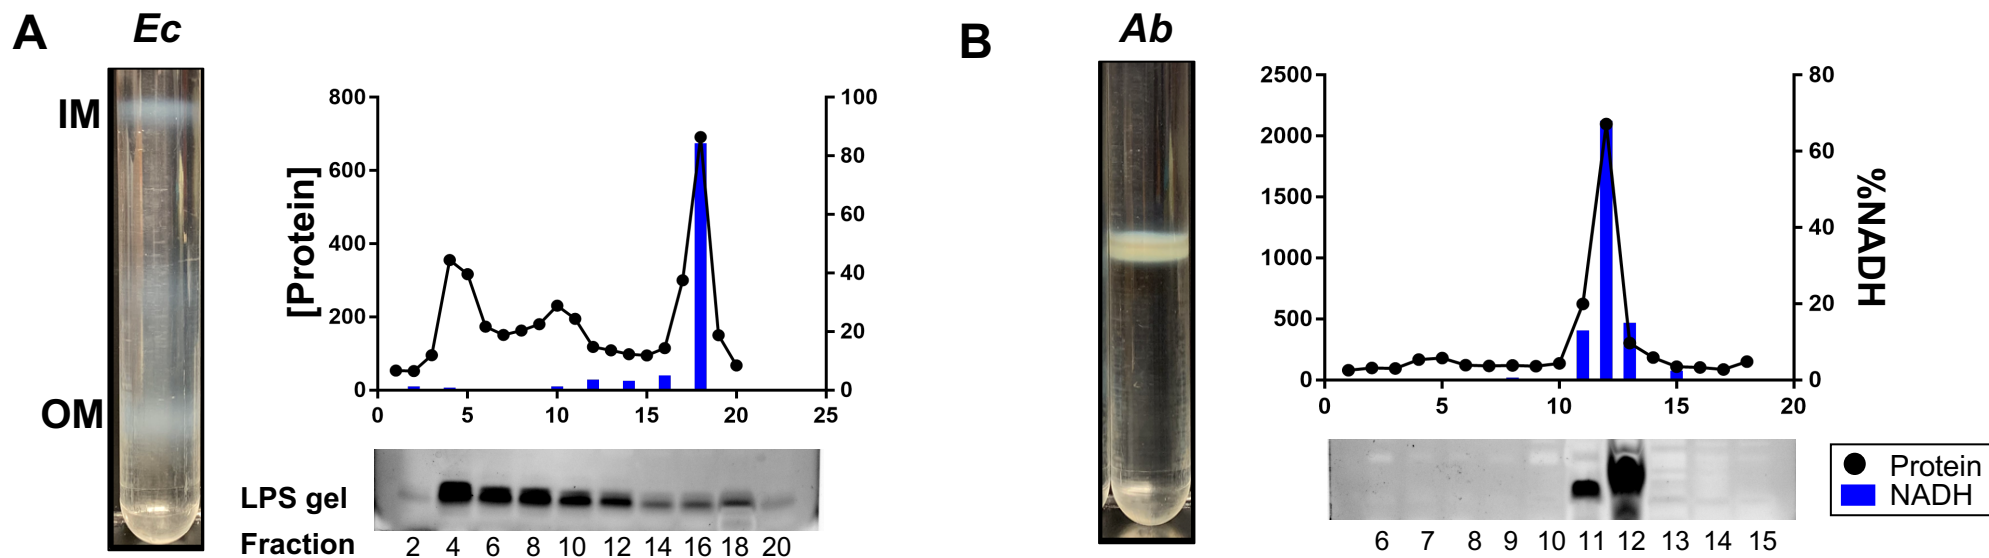 A
Ec
IM
OM
[Protein]
800
600
400
200
0
100
80
60
40
20
0
0 5 10 15 20 25
LPS gel
Fraction 2 4 6 8 10 12 14 16 18 20
B
Ab
2500
2000
1500
1000
500
0
80
60
40
20
0
%NADH
0 5 10 15 20
6 7 8 9 10 11 12 13 14 15
Protein
NADH